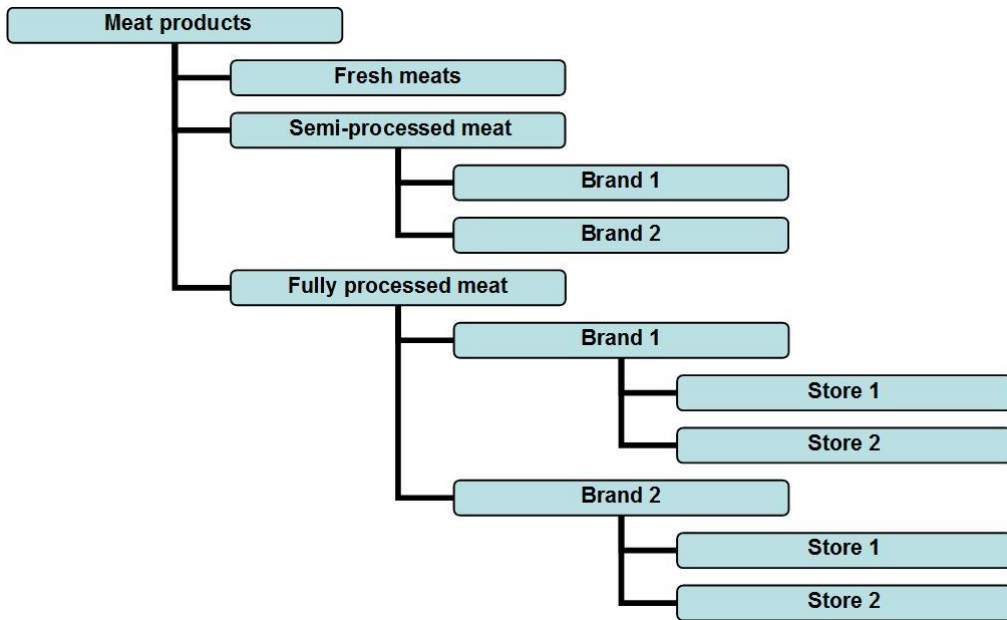 Meat products
Fresh meats
Semi-processed meat
Brand 1
Brand 2
Fully processed meat
Brand 1
Store 1
Store 2
Brand 2
Store 1
Store 2